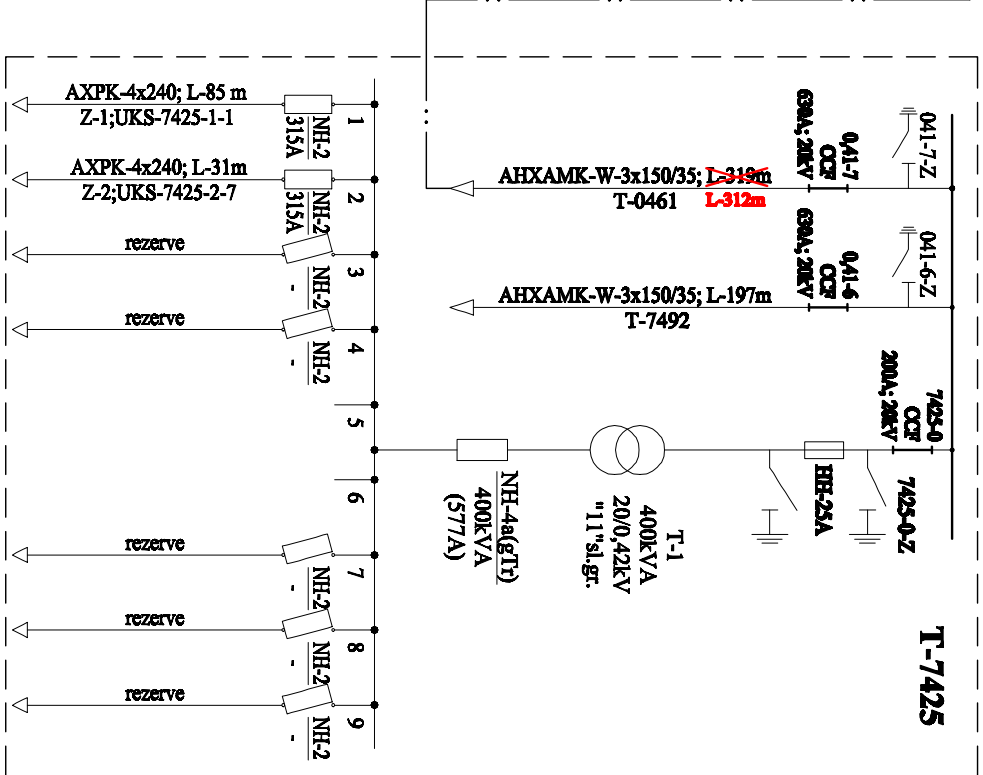 AXPK-4x240; L-85 m
Z-1;UKS-7425-1-1
1
NH-2
315A
AXPK-4x240; L-31m
Z-2;UKS-7425-2-7
2
NH-2
315A
rezerve
3
NH-2
-
rezerve
4
NH-2
-
5
6
rezerve
7
NH-2
-
rezerve
8
NH-2
-
rezerve
9
NH-2
-
AHXAMK-W-3x150/35; L-319m
T-0461 L-312m
0,41-7
CCF
630A; 20kV
041-7-Z
AHXAMK-W-3x150/35; L-197m
T-7492
0,41-6
CCF
630A; 20kV
041-6-Z
7425-0
CCF
200A; 20kV
7425-0-Z
HH-25A
T-1
400kVA
20/0,42kV
"11"sl.gr.
NH-4a(gTr)
400kVA
(577A)
T-7425